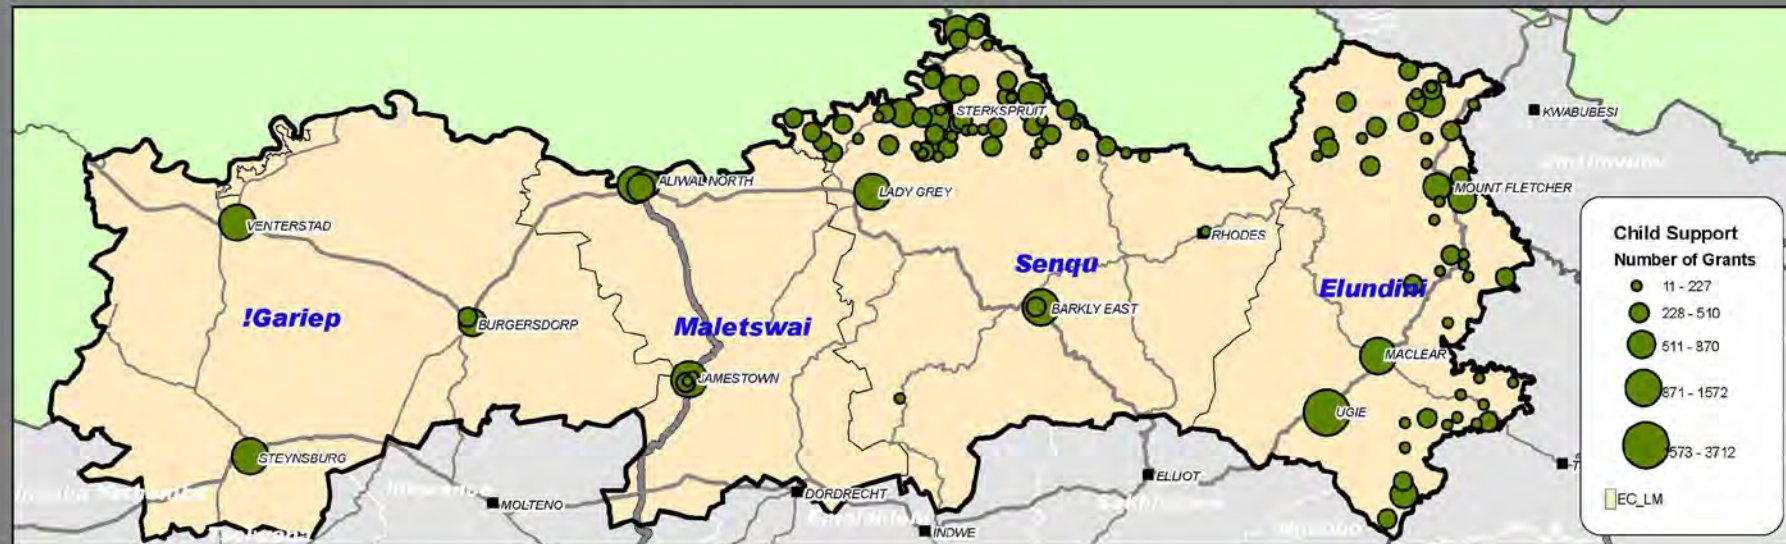 STERKSPRUIT
KWABUBESI
ALIWAL NORTH
LADY GREY
MOUNT FLETCHER
VENTERSTAD
RHODES
Senqu
Elundini
!Gariep
BURGERSDORP
Maletswai
BARKLY EAST
MACLEAR
JAMESTOWN
UGIE
STEYNSBURG
ELLIOT
MOLTENO
DORDRECHT
INDWE
Child Support
Number of Grants
11 - 227
228 - 510
511 - 870
871 - 1572
1573 - 3712
EC_LM